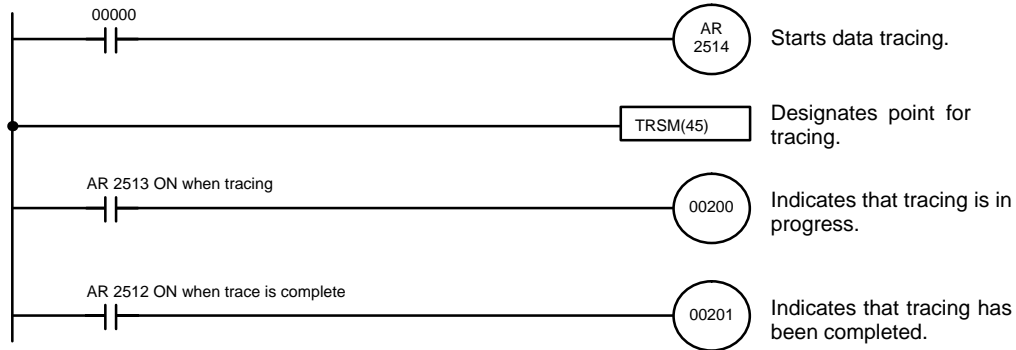 00000
AR
2514
Starts data tracing.
TRSM(45)
Designates point for
tracing.
AR 2513 ON when tracing
00200
Indicates that tracing is in
progress.
AR 2512 ON when trace is complete
00201
Indicates that tracing has
been completed.